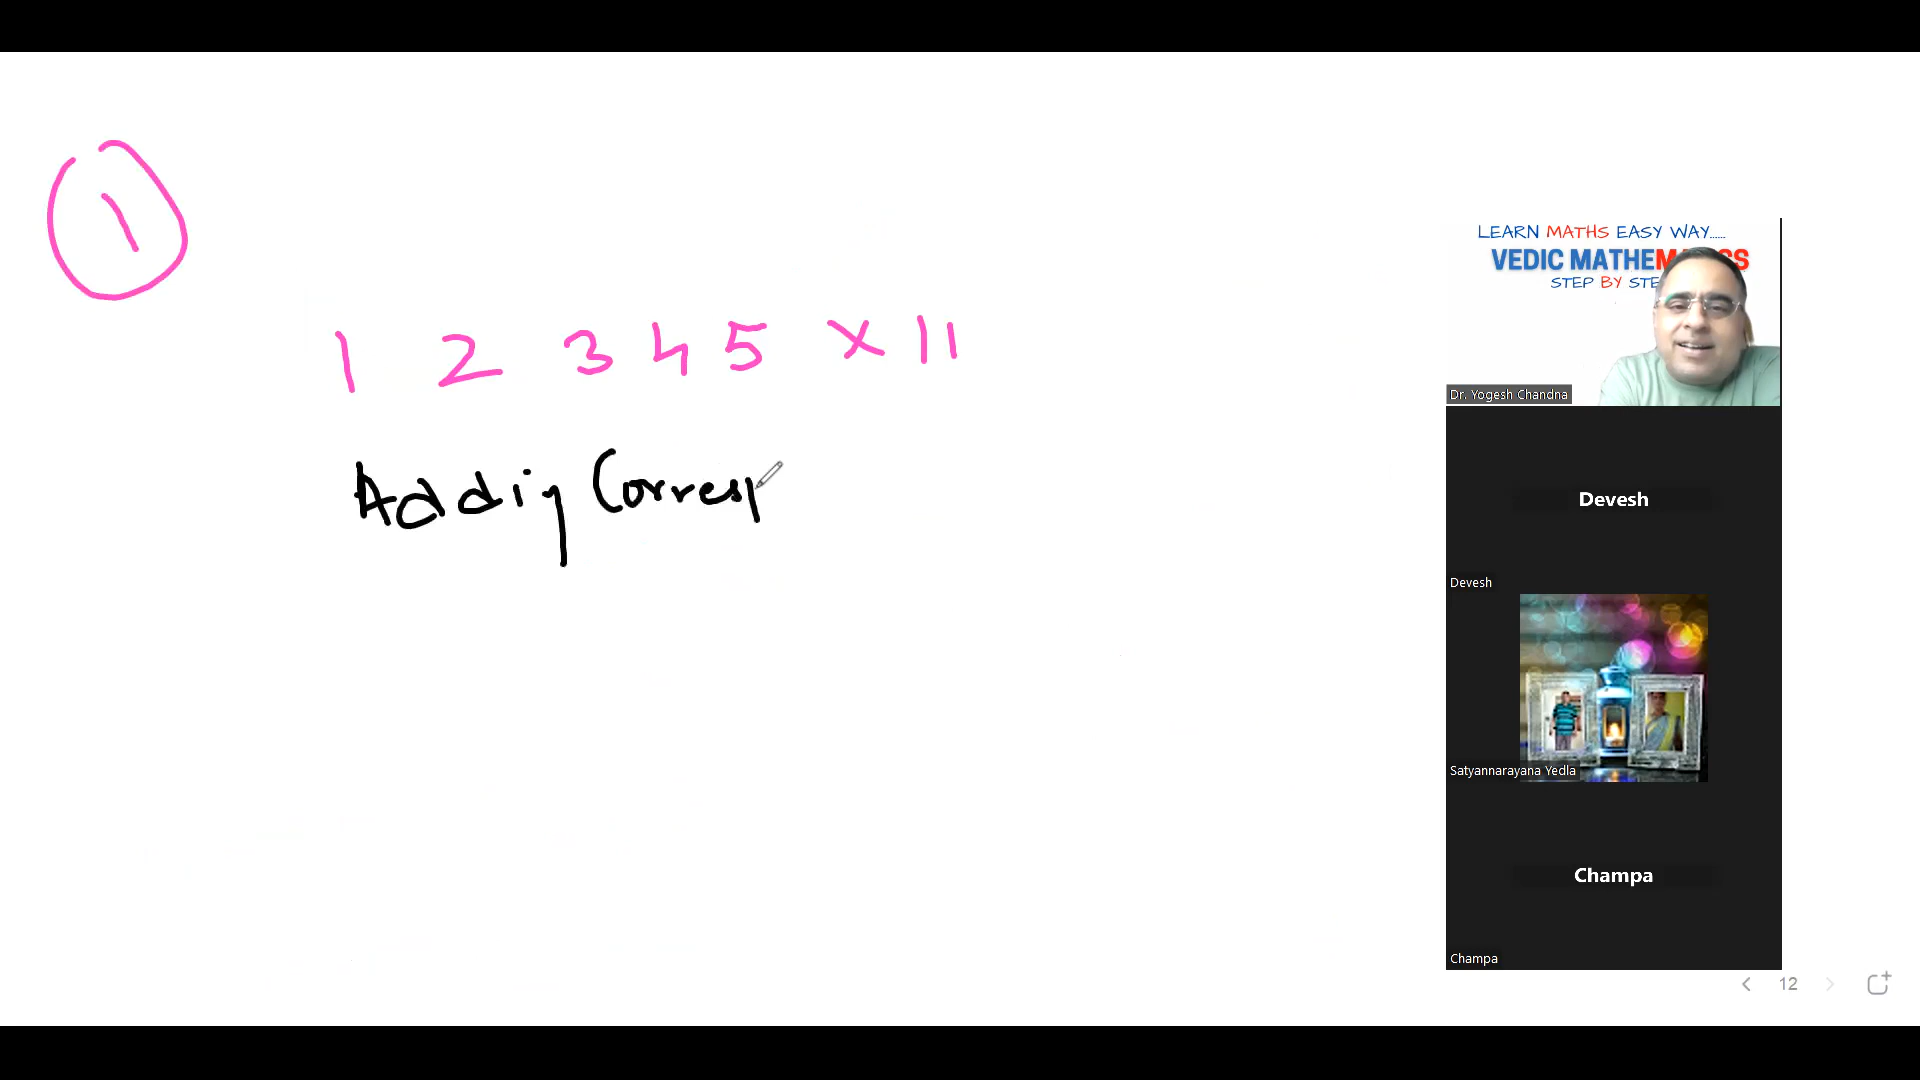 1
1 2 3 4 5 × 11
Addig Corresp
LEARN MATHS EASY WAY......
VEDIC MATHEM
STEP BY STE
Dr. Yogesh Chandna
Devesh
Devesh
Satyannarayana Yedla
Champa
Champa
12